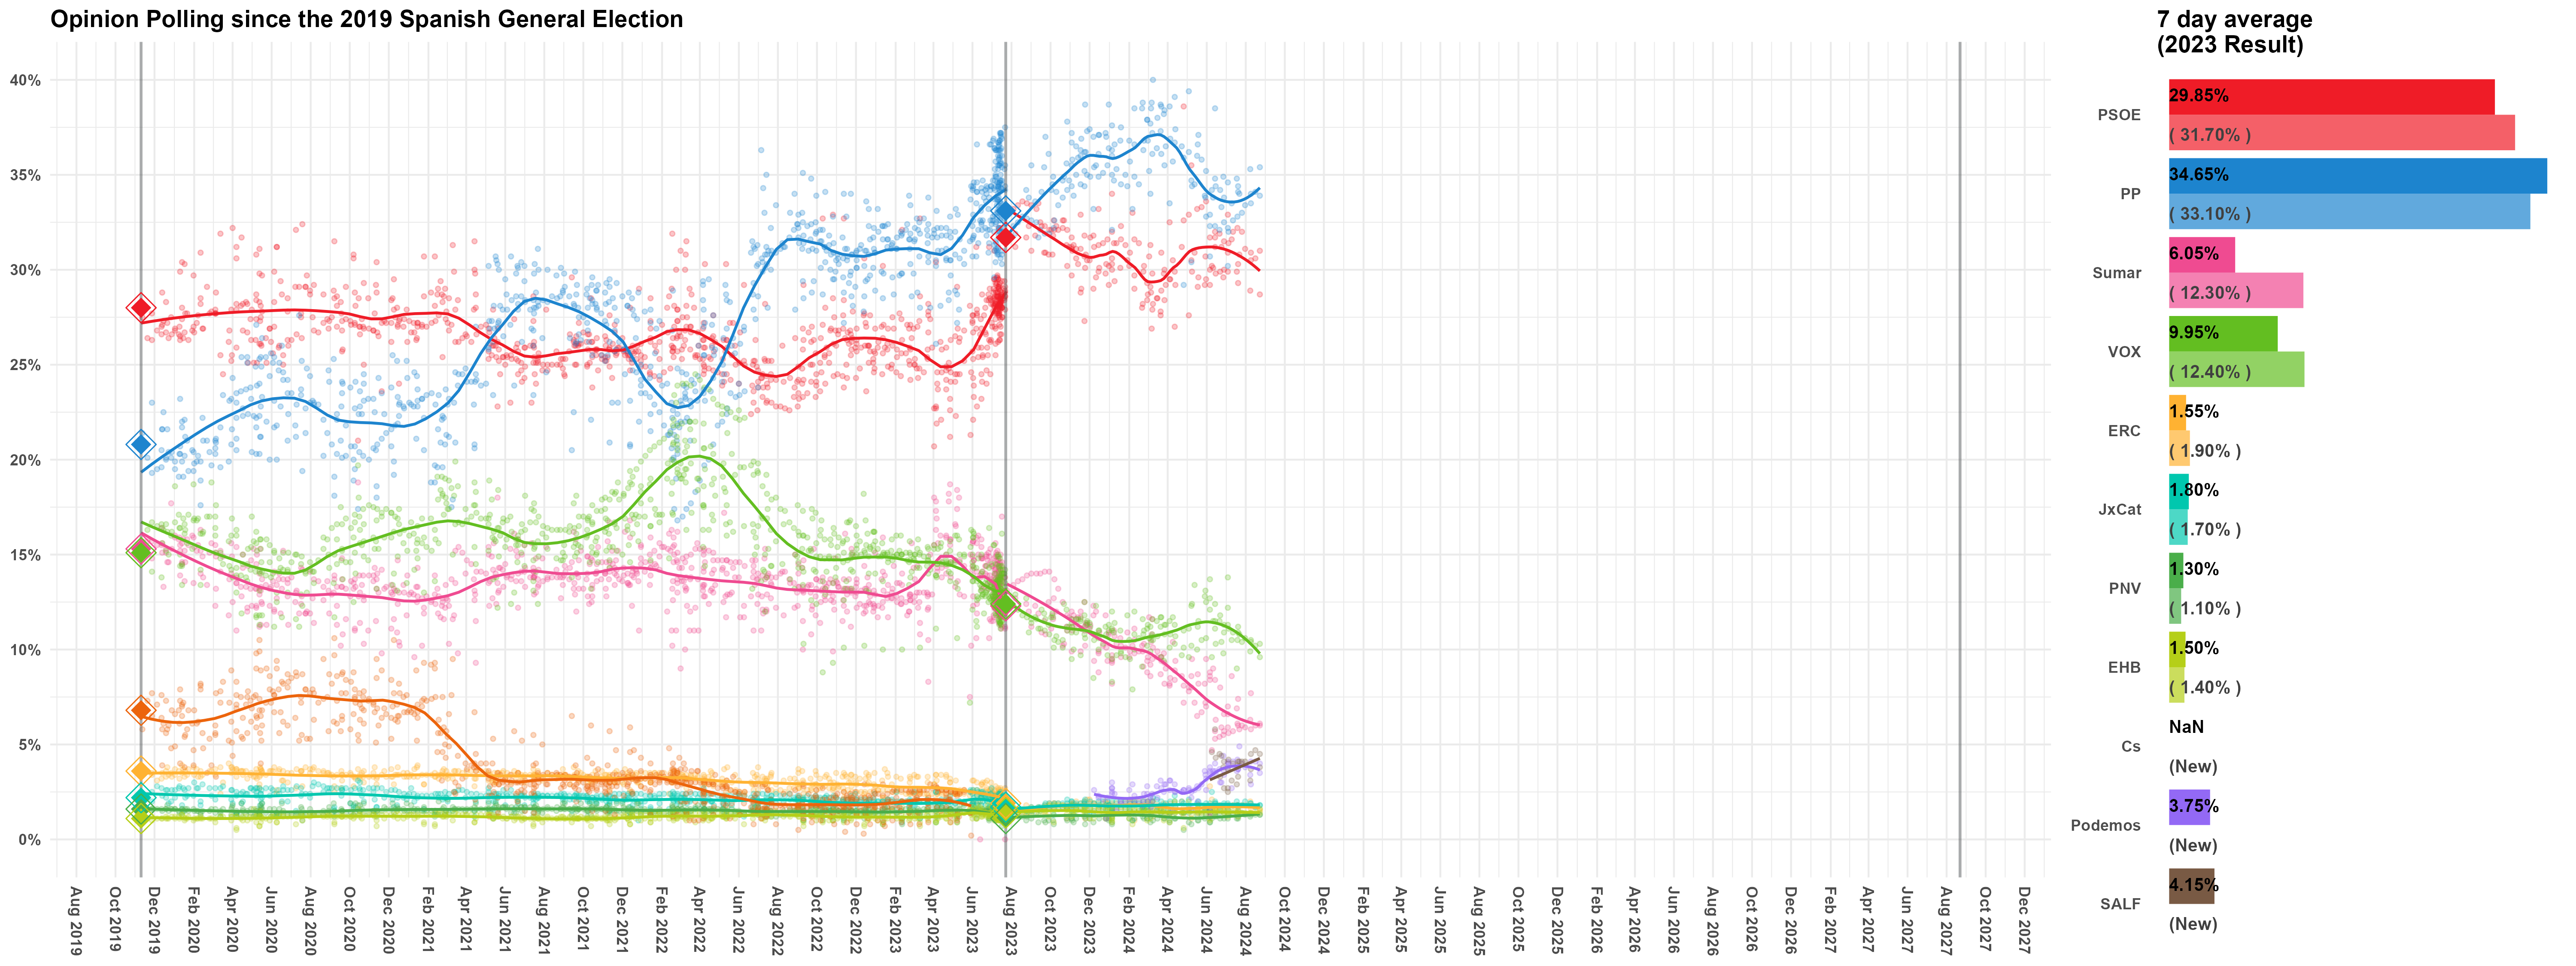 Opinion Polling since the 2019 Spanish General Election
7 day average
(2023 Result)
40%
35%
30%
25%
20%
15%
10%
5%
0%
Aug 2019
Oct 2019
Dec 2019
Feb 2020
Apr 2020
Jun 2020
Aug 2020
Oct 2020
Dec 2020
Feb 2021
Apr 2021
Jun 2021
Aug 2021
Oct 2021
Dec 2021
Feb 2022
Apr 2022
Jun 2022
Aug 2022
Oct 2022
Dec 2022
Feb 2023
Apr 2023
Jun 2023
Aug 2023
Oct 2023
Dec 2023
Feb 2024
Apr 2024
Jun 2024
Aug 2024
Oct 2024
Dec 2024
Feb 2025
Apr 2025
Jun 2025
Aug 2025
Oct 2025
Dec 2025
Feb 2026
Apr 2026
Jun 2026
Aug 2026
Oct 2026
Dec 2026
Feb 2027
Apr 2027
Jun 2027
Aug 2027
Oct 2027
Dec 2027
PSOE
29.85%
( 31.70% )
PP
34.65%
( 33.10% )
Sumar
6.05%
( 12.30% )
VOX
9.95%
( 12.40% )
ERC
1.55%
( 1.90% )
JxCat
1.80%
( 1.70% )
PNV
1.30%
( 1.10% )
EHB
1.50%
( 1.40% )
Cs
NaN
(New)
Podemos
3.75%
(New)
SALF
4.15%
(New)